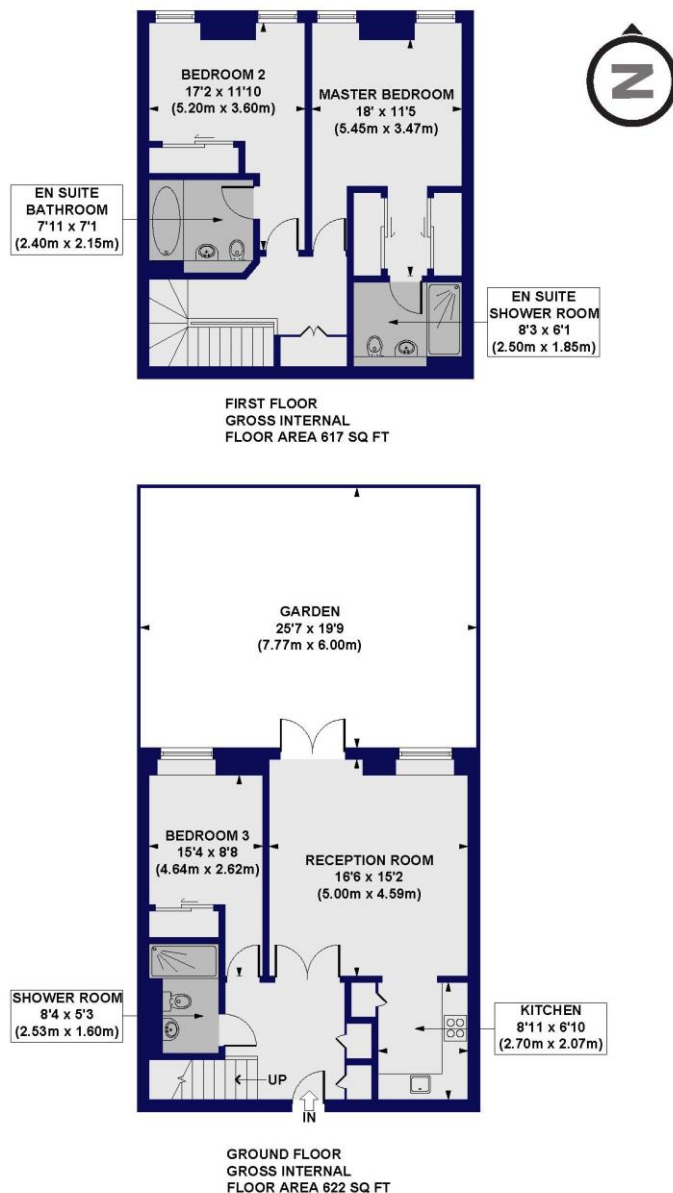 BEDROOM 2
17'2 x 11'10
(5.20m x 3.60m)
MASTER BEDROOM
18' x 11'5
(5.45m x 3.47m)
N
EN SUITE
BATHROOM
7'11 x 7'1
(2.40m x 2.15m)
EN SUITE
SHOWER ROOM
8'3 x 6'1
(2.50m x 1.85m)
FIRST FLOOR
GROSS INTERNAL
FLOOR AREA 617 SQ FT
GARDEN
25'7 x 19'9
(7.77m x 6.00m)
BEDROOM 3
15'4 x 8'8
(4.64m x 2.62m)
RECEPTION ROOM
16'6 x 15'2
(5.00m x 4.59m)
SHOWER ROOM
8'4 x 5'3
(2.53m x 1.60m)
KITCHEN
8'11 x 6'10
(2.70m x 2.07m)
UP
IN
GROUND FLOOR
GROSS INTERNAL
FLOOR AREA 622 SQ FT